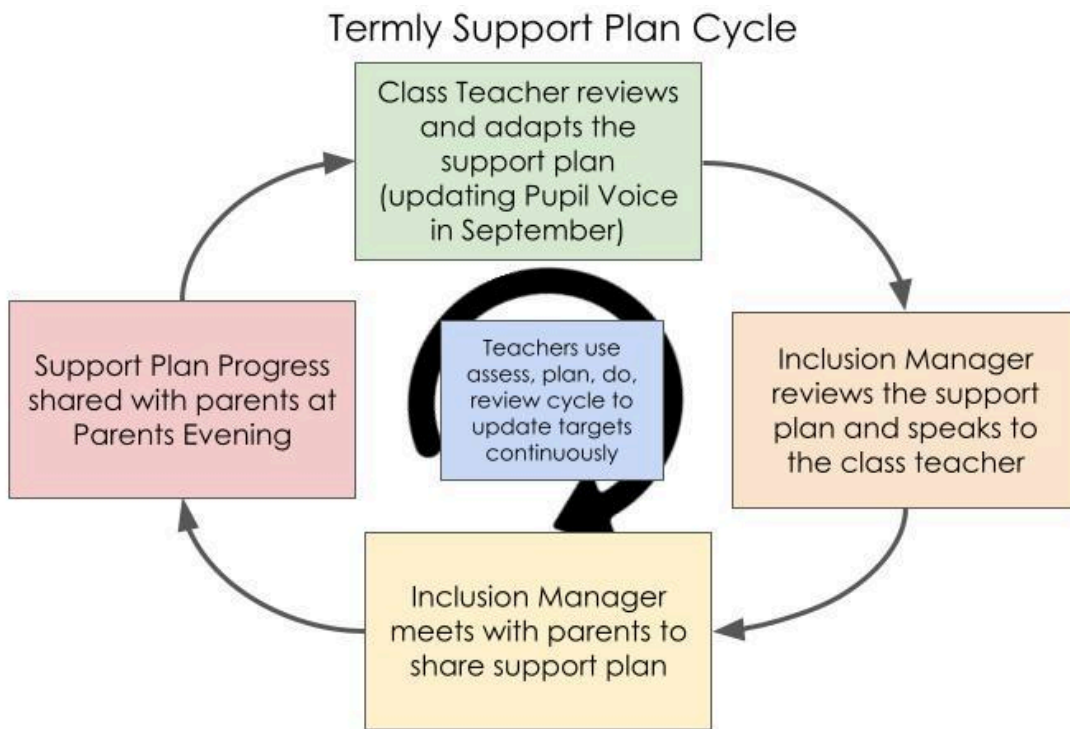 Termly Support Plan Cycle
Class Teacher reviews
and adapts the
support plan
(updating Pupil Voice
in September)
Inclusion Manager
reviews the support
plan and speaks to
the class teacher
Inclusion Manager
meets with parents to
share support plan
Support Plan Progress
shared with parents at
Parents Evening
Teachers use
assess, plan, do,
review cycle to
update targets
continuously